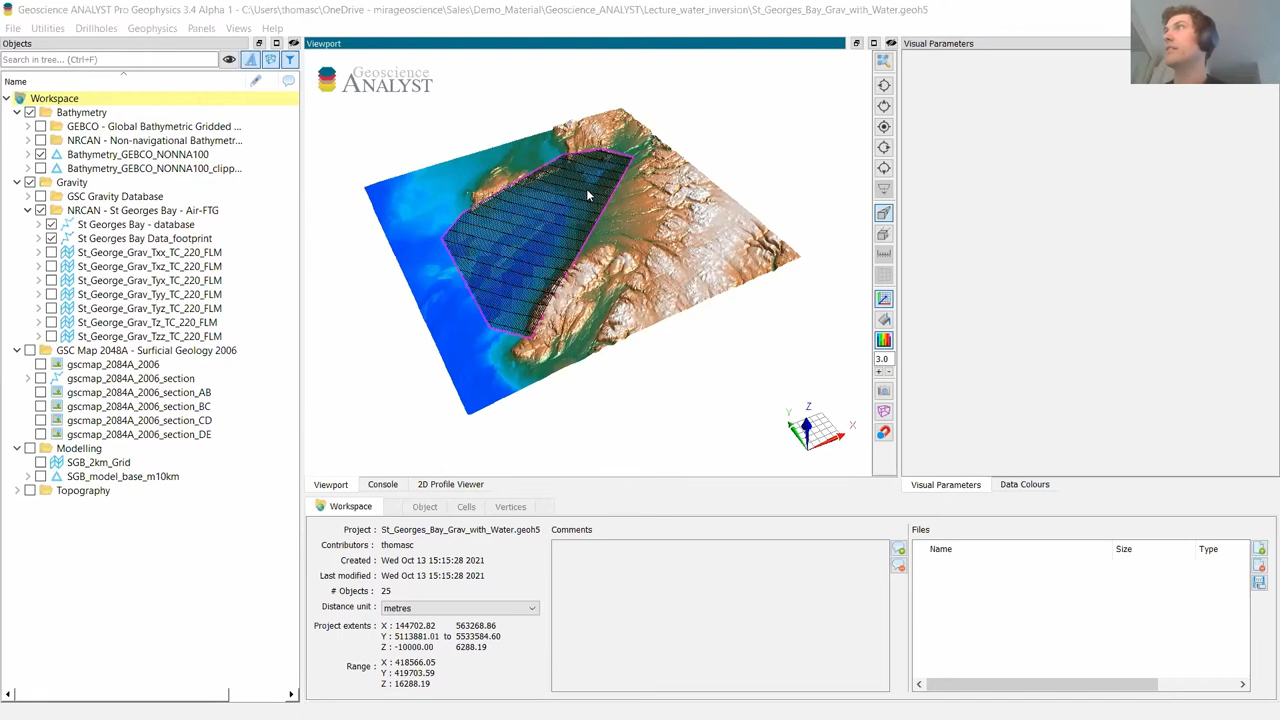 Geoscience ANALYST Pro Geophysics 3.4 Alpha 1 - C:\Users\thomasc\OneDrive - mirageoscience\Sales\Demo_Material\Geoscience_ANALYST\Lecture_water_inversion\St_Georges_Bay_Grav_with_Water.geoh5
File Utilities Drillholes Geophysics Panels Views Help
Objects
Search in tree... (Ctrl+F)
Name
Workspace
Bathymetry
GEBCO - Global Bathymetric Gridded ...
NRCAN - Non-navigational Bathymetr...
Bathymetry_GEBCO_NONNA100
Bathymetry_GEBCO_NONNA100_clipp...
Gravity
GSC Gravity Database
NRCAN - St Georges Bay - Air-FTG
St Georges Bay - database
St Georges Bay Data_footprint
St_George_Grav_Txx_TC_220_FLM
St_George_Grav_Txy_TC_220_FLM
St_George_Grav_Tyy_TC_220_FLM
St_George_Grav_Txz_TC_220_FLM
St_George_Grav_Tyz_TC_220_FLM
St_George_Grav_Tz_TC_220_FLM
St_George_Grav_Tzz_TC_220_FLM
GSC Map 2048A - Surficial Geology 2006
gscmap_2084A_2006
gscmap_2084A_2006_section
gscmap_2084A_2006_section_AB
gscmap_2084A_2006_section_BC
gscmap_2084A_2006_section_CD
gscmap_2084A_2006_section_DE
Modelling
SGB_2km_Grid
SGB_model_base_m10km
Topography
Viewport
Geoscience
ANALYST
3.0
Z
Y
X
Viewport Console 2D Profile Viewer
Workspace Object Cells Vertices
Project : St_Georges_Bay_Grav_with_Water.geoh5
Contributors : thomasc
Created : Wed Oct 13 15:15:28 2021
Last modified : Wed Oct 13 15:15:28 2021
# Objects : 25
Distance unit : metres
Project extents : X : 144702.82 563268.86
Y : 5113881.01 to 5533584.60
Z : -10000.00 6288.19
Range : X : 418566.05
Y : 419703.59
Z : 16288.19
Comments
Visual Parameters
Visual Parameters Data Colours
Files
Name Size Type